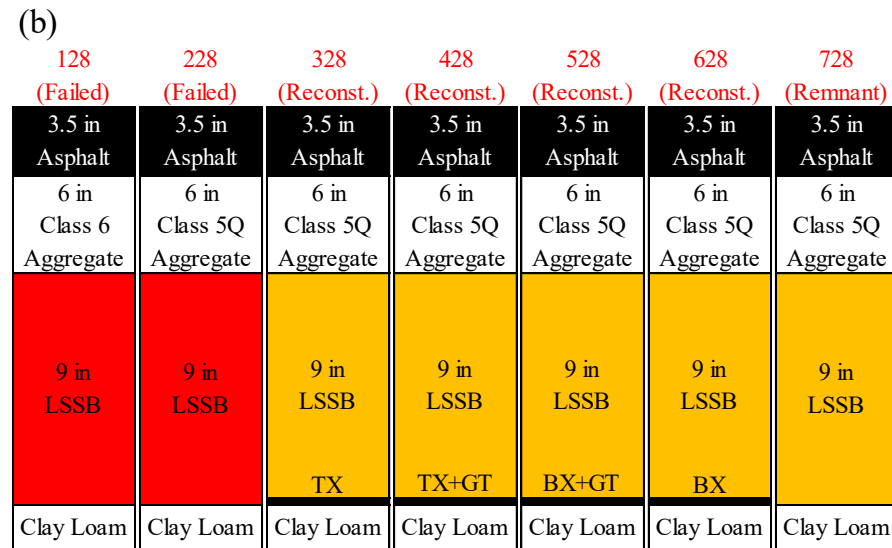 (b)
128 228 328 428 528 628 728
(Failed) (Failed) (Reconst.) (Reconst.) (Reconst.) (Reconst.) (Remnant)
3.5 in 3.5 in 3.5 in 3.5 in 3.5 in 3.5 in 3.5 in
Asphalt Asphalt Asphalt Asphalt Asphalt Asphalt Asphalt
6 in 6 in 6 in 6 in 6 in 6 in 6 in
Class 6 Class 5Q Class 5Q Class 5Q Class 5Q Class 5Q Class 5Q
Aggregate Aggregate Aggregate Aggregate Aggregate Aggregate Aggregate
9 in 9 in 9 in 9 in 9 in 9 in 9 in
LSSB LSSB LSSB LSSB LSSB LSSB LSSB
TX TX+GT BX+GT BX
Clay Loam Clay Loam Clay Loam Clay Loam Clay Loam Clay Loam Clay Loam